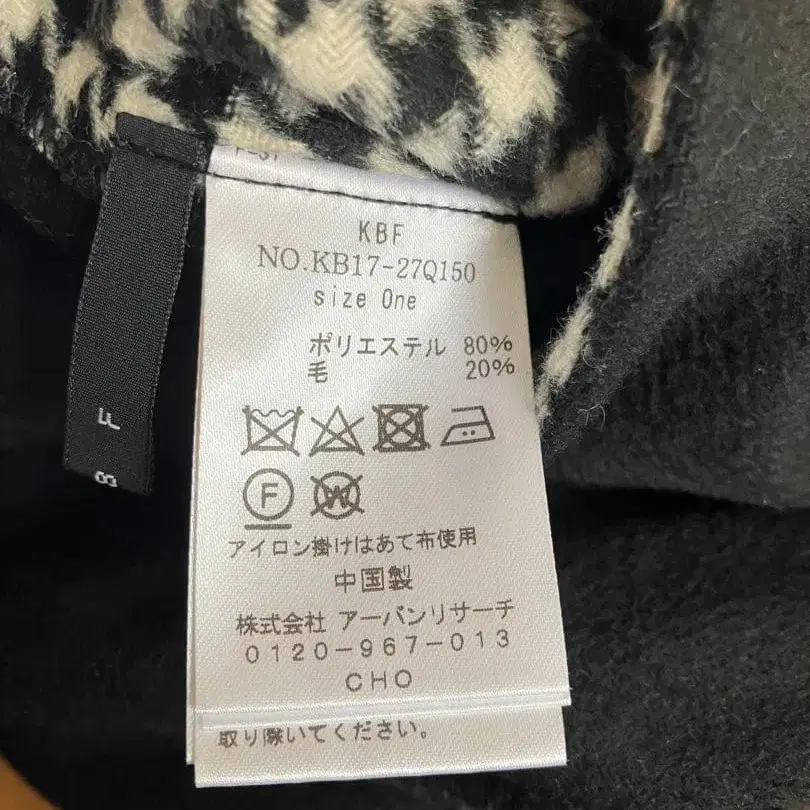 KBF
NO.KB17-27Q150
size One
ポリエステル 80%
毛 20%
F
W
アイロン掛けはあて布使用
中国製
株式会社 アーバンリサーチ
0120-967-013
CHO
取り除いてください。